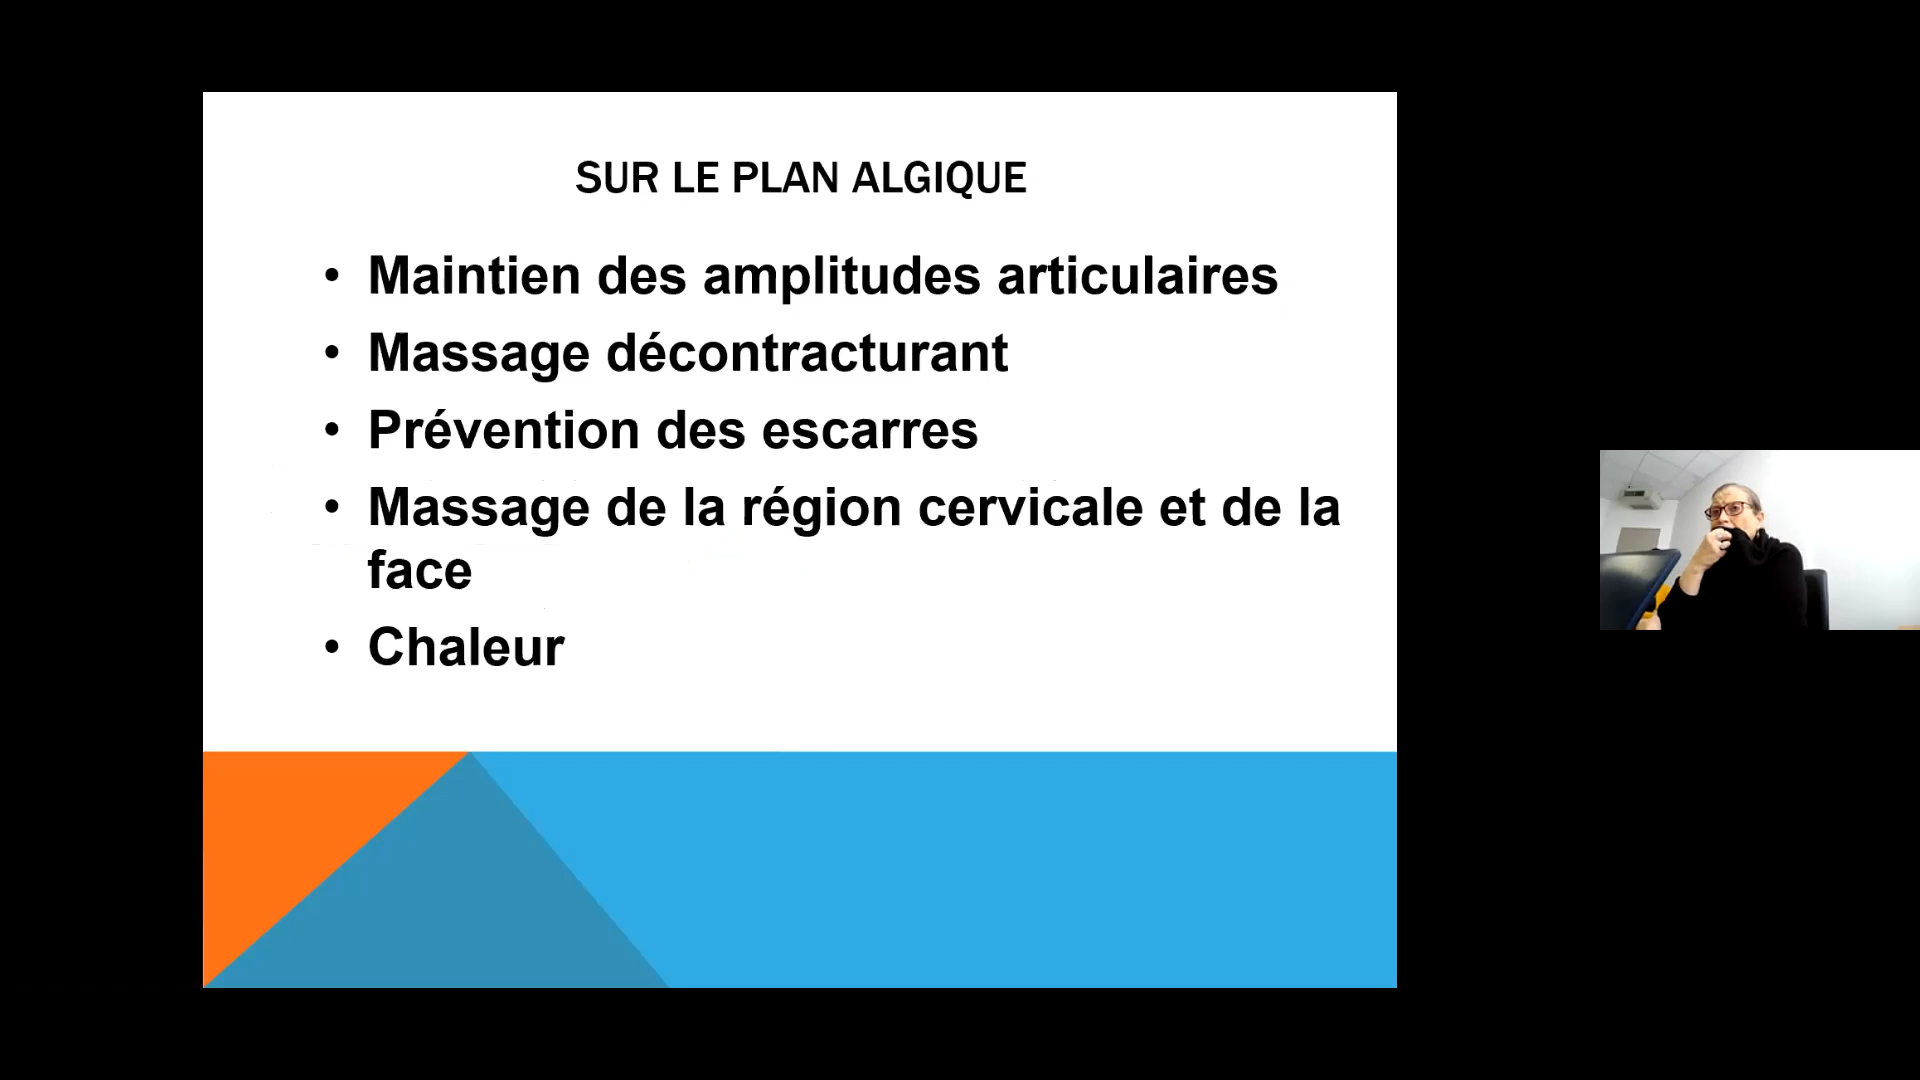 SUR LE PLAN ALGIQUE
• Maintien des amplitudes articulaires
• Massage décontracturant
• Prévention des escarres
• Massage de la région cervicale et de la
face
• Chaleur